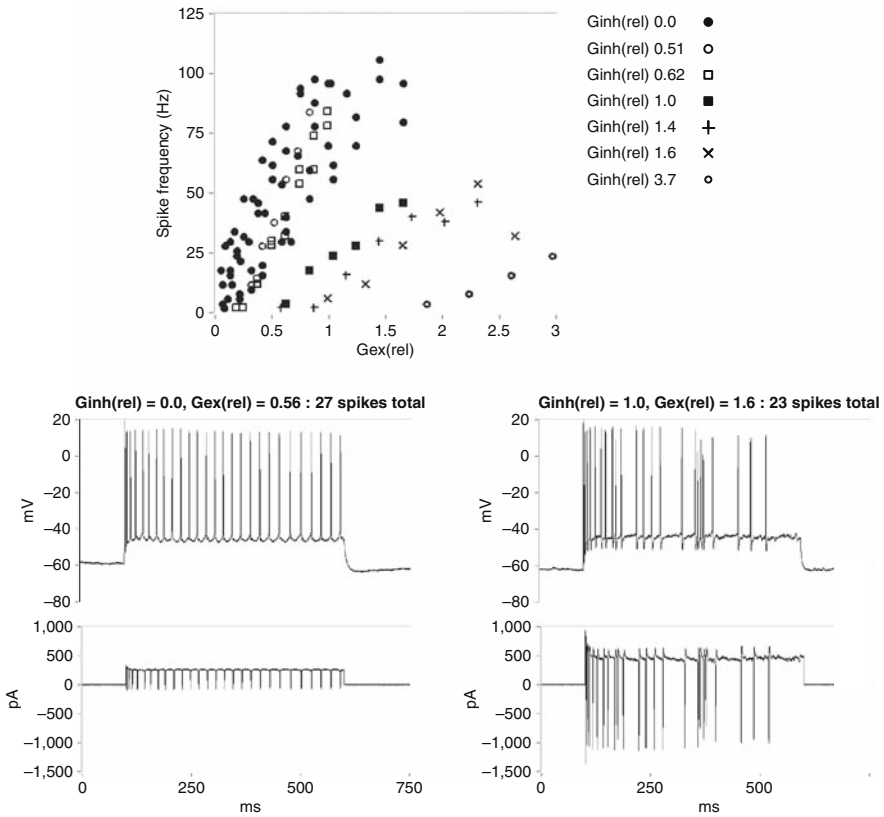 125
100
75
50
25
0
Spike frequency (Hz)
0 0.5 1 1.5 2 2.5 3
Gex(rel)
Ginh(rel) 0.0
Ginh(rel) 0.51
Ginh(rel) 0.62
Ginh(rel) 1.0
Ginh(rel) 1.4
Ginh(rel) 1.6
Ginh(rel) 3.7
Ginh(rel) = 0.0, Gex(rel) = 0.56 : 27 spikes total
20
0
−20
−40
−60
−80
mV
1,000
500
0
−500
−1,000
−1,500
pA
0 250 500 750
ms
Ginh(rel) = 1.0, Gex(rel) = 1.6 : 23 spikes total
20
0
−20
−40
−60
−80
mV
1,000
500
0
−500
−1,000
−1,500
pA
0 250 500
ms